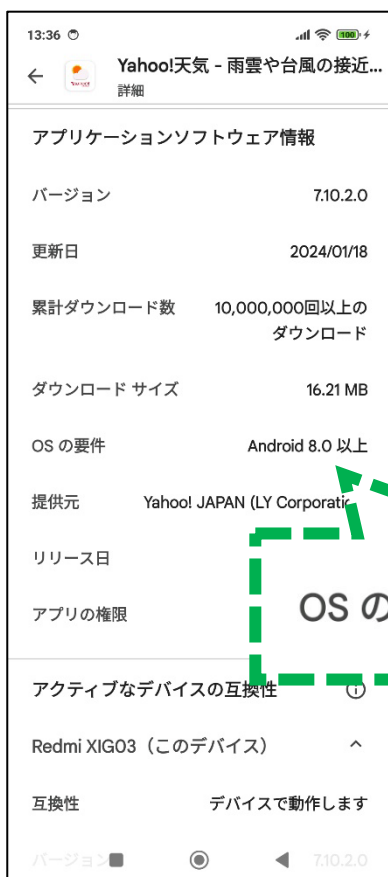 13:36
100
Yahoo!天気 - 雨雲や台風の接近...
詳細
アプリケーションソフトウェア情報
バージョン 7.10.2.0
更新日 2024/01/18
累計ダウンロード数 10,000,000回以上の
ダウンロード
ダウンロード サイズ 16.21 MB
OS の要件 Android 8.0 以上
提供元 Yahoo! JAPAN (LY Corporatic
リリース日
OS の
アプリの権限
アクティブなデバイスの互換性
Redmi XIG03（このデバイス）
互換性 デバイスで動作します
バージョン 7.10.2.0